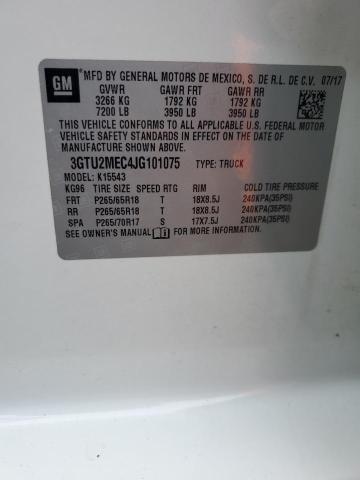 GM
*MFD BY GENERAL MOTORS DE MEXICO, S. DE R.L. DE C.V. 07/17
GVWR GAWR FRT GAWR RR
3266 KG 1792 KG 1792 KG
7200 LB 3950 LB 3950 LB
THIS VEHICLE CONFORMS TO ALL APPLICABLE U.S. FEDERAL MOTOR
VEHICLE SAFETY STANDARDS IN EFFECT ON THE DATE OF
MANUFACTURE SHOWN ABOVE.
3GTU2MEC4JG101075 TYPE: TRUCK
MODEL: K15543
KG96 TIRE SIZE SPEED RTG RIM COLD TIRE PRESSURE
FRT P265/65R18 T 18X8.5J 240KPA(35PSI)
RR P265/65R18 T 18X8.5J 240KPA(35PSI)
SPA P265/70R17 S 17X7.5J 240KPA(35PSI)
SEE OWNER'S MANUAL